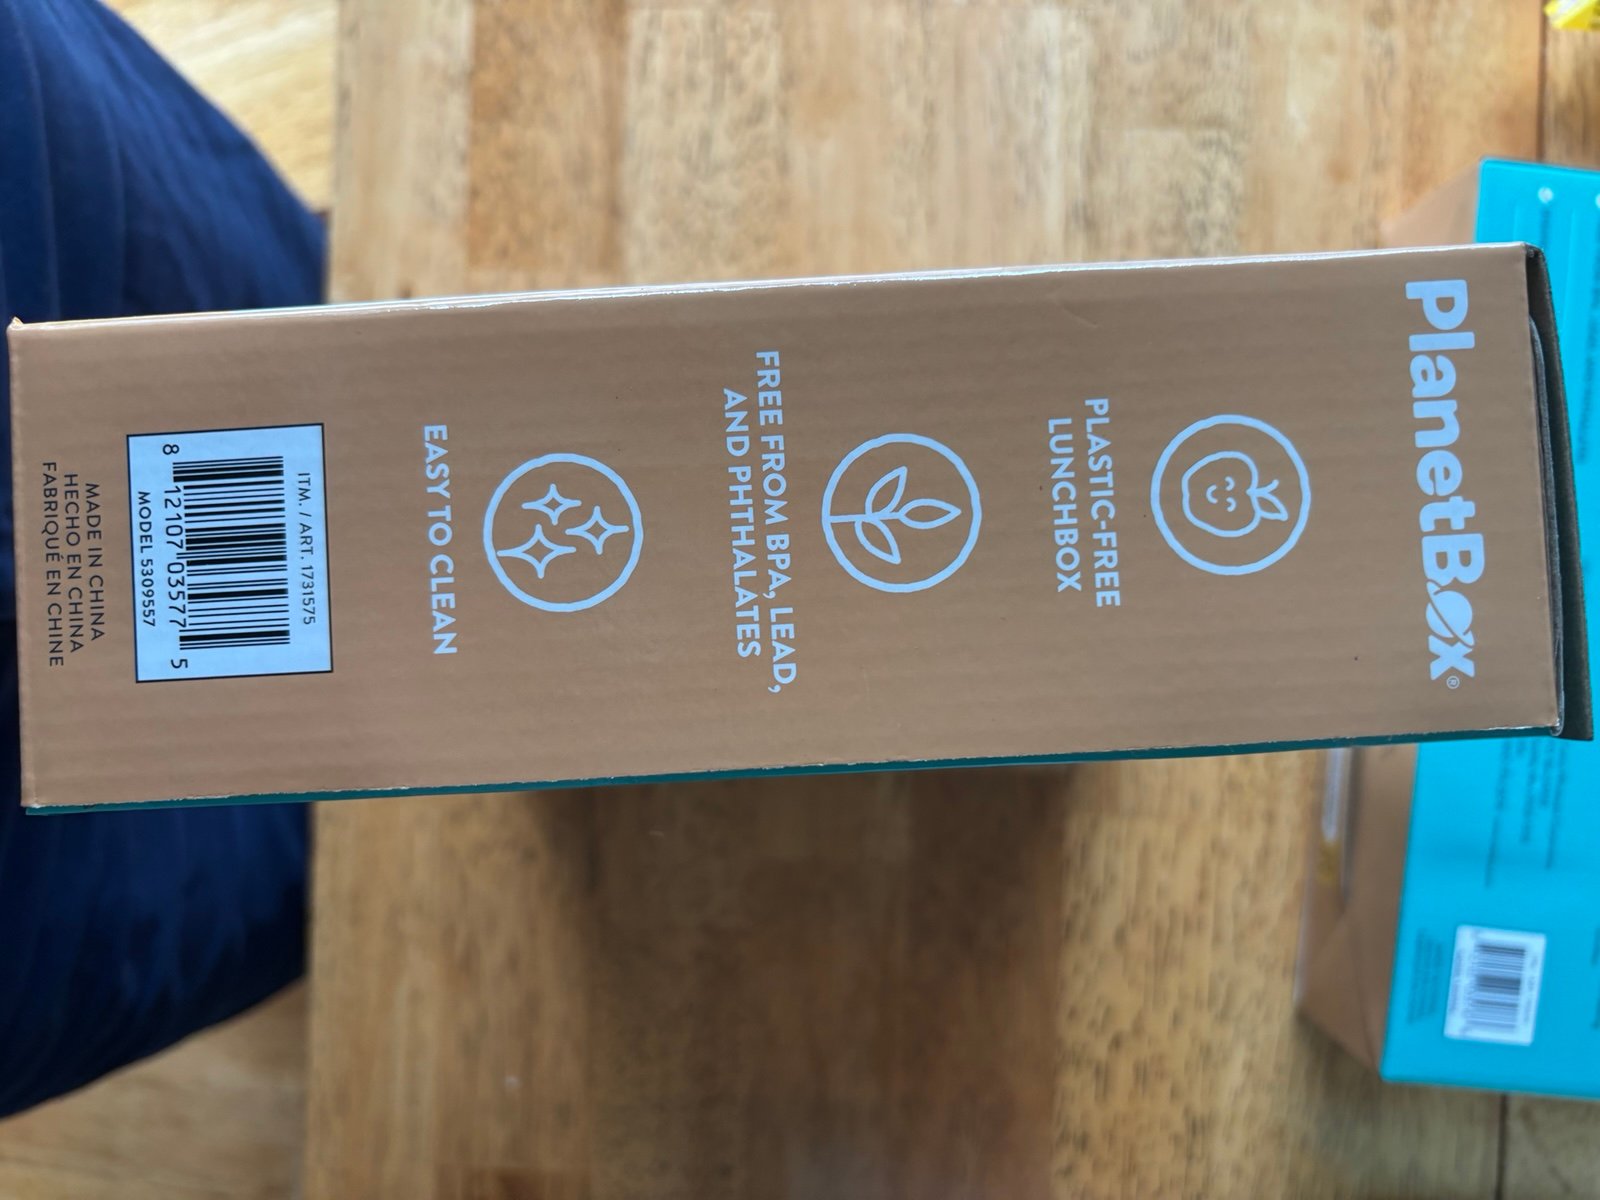 PlanetBox®
PLASTIC-FREE
LUNCHBOX
FREE FROM BPA, LEAD,
AND PHTHALATES
EASY TO CLEAN
ITM. / ART. 1731575
8 12107 03577 5
MODEL 5309557
MADE IN CHINA
HECHO EN CHINA
FABRIQUÉ EN CHINE